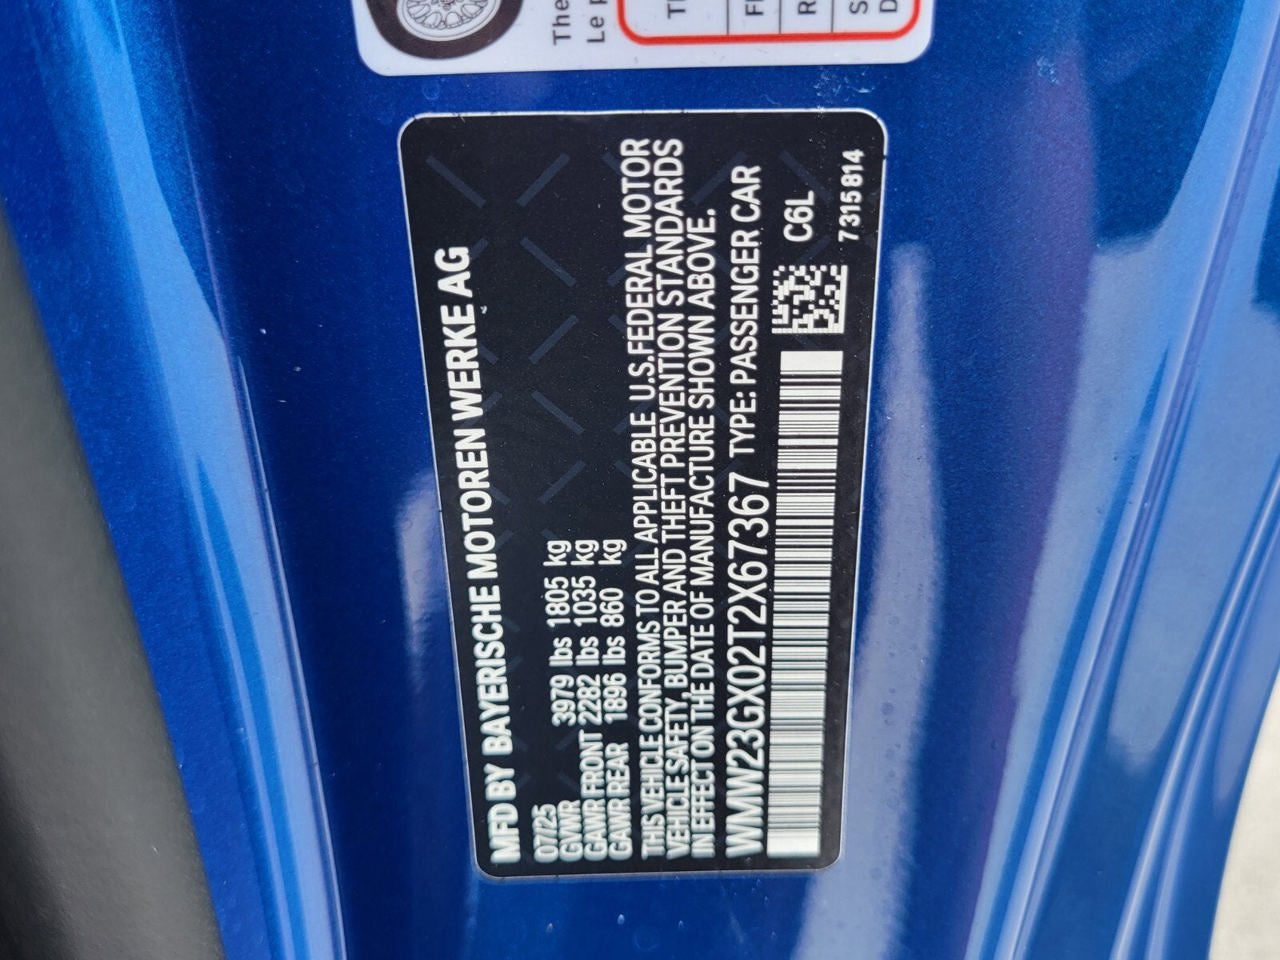 The
Le p
MFD BY BAYERISCHE MOTOREN WERKE AG
07/25
GVWR 3979 lbs 1805 kg
GAWR FRONT 2282 lbs 1035 kg
GAWR REAR 1896 lbs 860 kg
THIS VEHICLE CONFORMS TO ALL APPLICABLE U.S.FEDERAL MOTOR
VEHICLE SAFETY, BUMPER AND THEFT PREVENTION STANDARDS
IN EFFECT ON THE DATE OF MANUFACTURE SHOWN ABOVE.
WMW23GX02T2X67367 TYPE: PASSENGER CAR
C6L
7 315 814